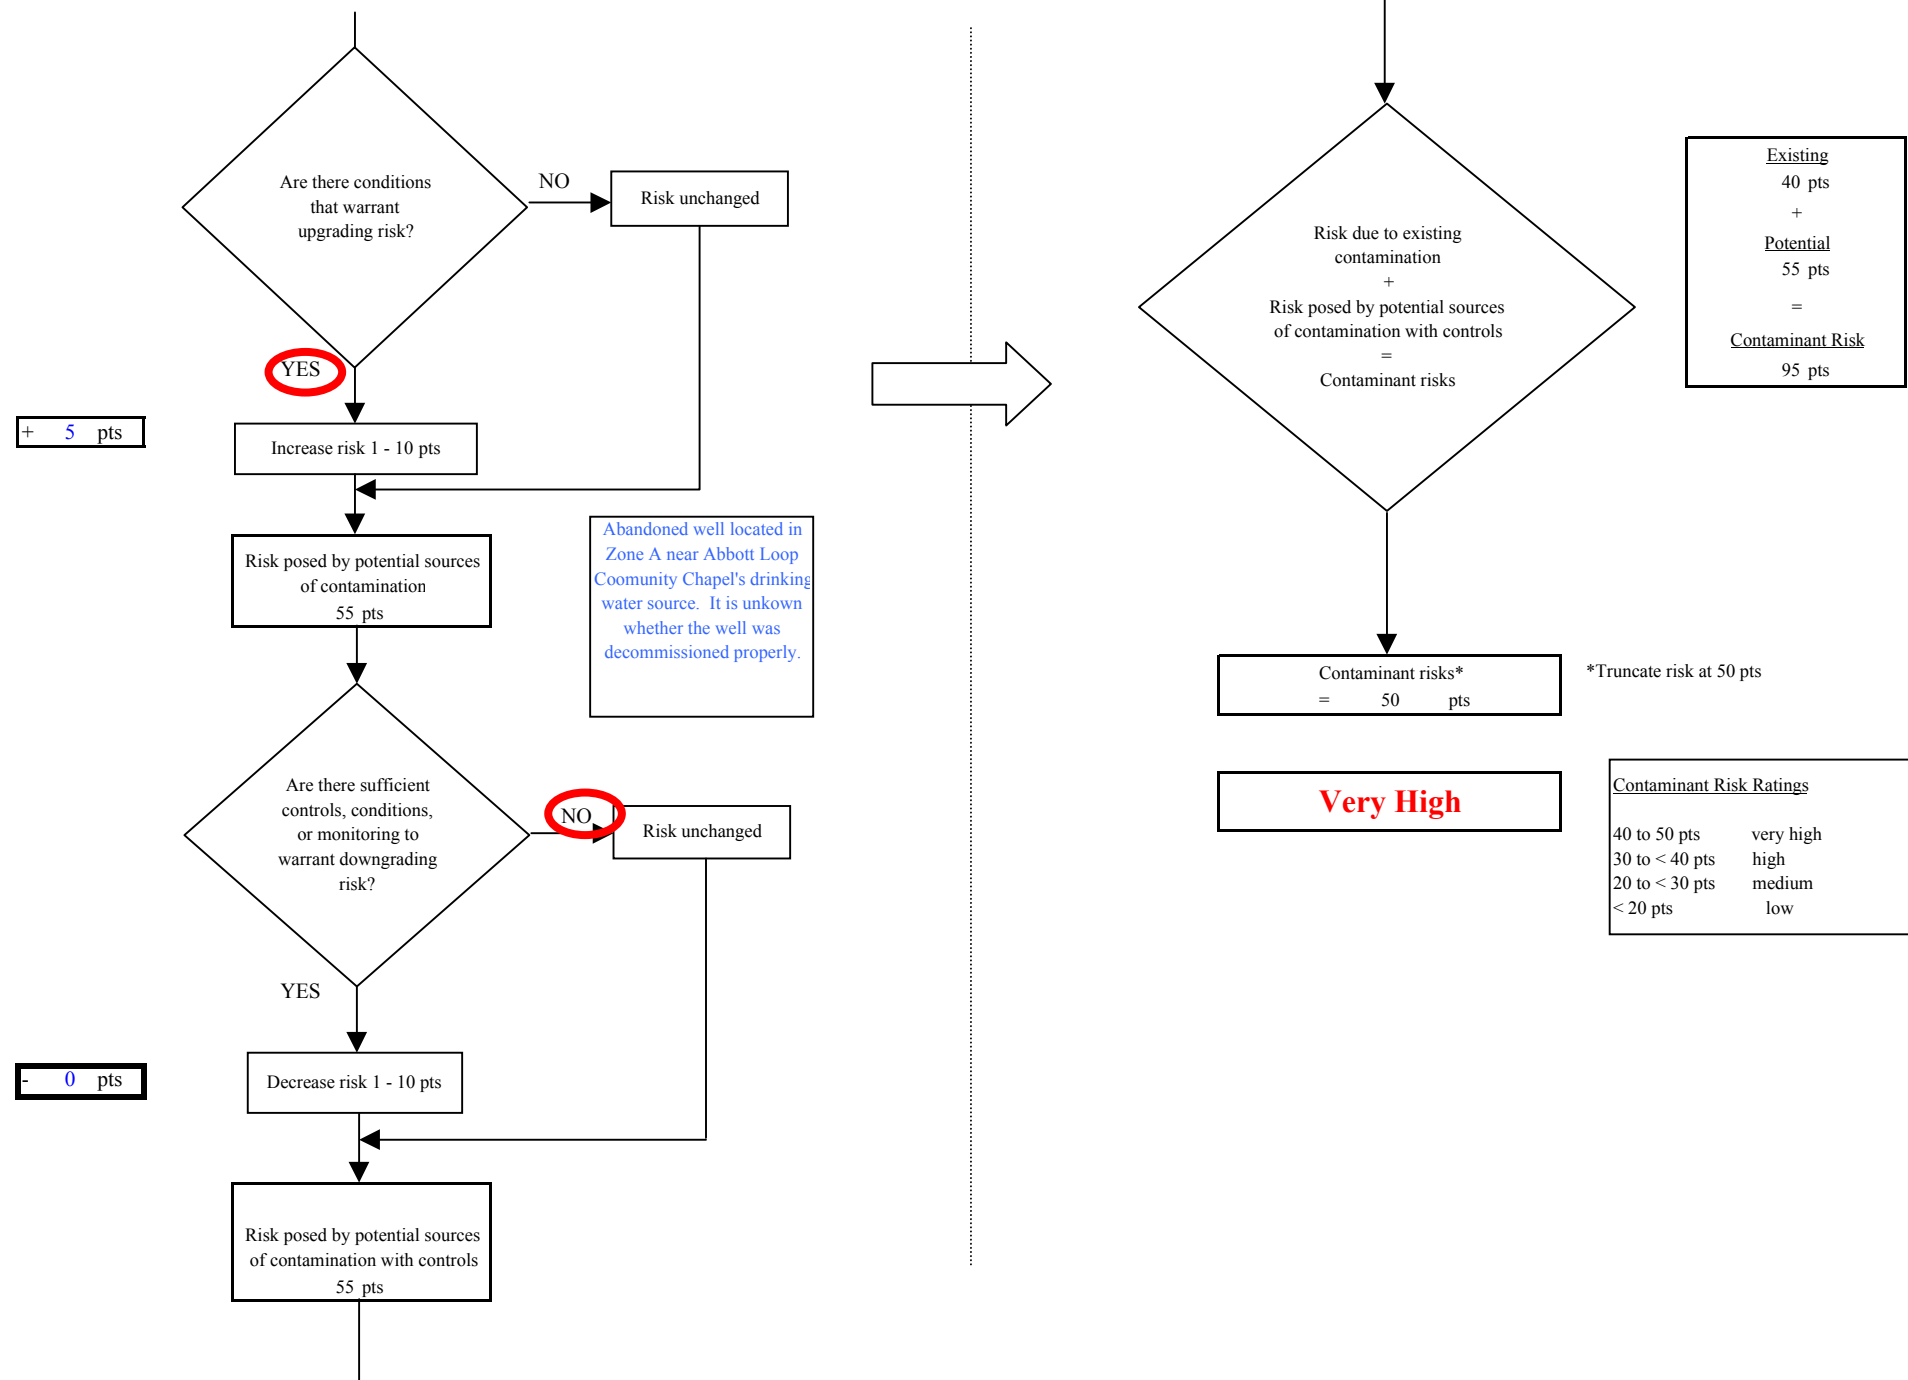 Are there conditions
that warrant
upgrading risk?
NO
Risk unchanged
YES
+ 5 pts
Increase risk 1 - 10 pts
Risk posed by potential sources
of contamination
55 pts
Abandoned well located in
Zone A near Abbott Loop
Coomunity Chapel's drinking
water source. It is unkown
whether the well was
decommissioned properly.
Are there sufficient
controls, conditions,
or monitoring to
warrant downgrading
risk?
NO
Risk unchanged
YES
- 0 pts
Decrease risk 1 - 10 pts
Risk posed by potential sources
of contamination with controls
55 pts
Risk due to existing
contamination
+
Risk posed by potential sources
of contamination with controls
=
Contaminant risks
Existing
40 pts
+
Potential
55 pts
=
Contaminant Risk
95 pts
Contaminant risks*
= 50 pts
*Truncate risk at 50 pts
Very High
Contaminant Risk Ratings
40 to 50 pts very high
30 to < 40 pts high
20 to < 30 pts medium
< 20 pts low